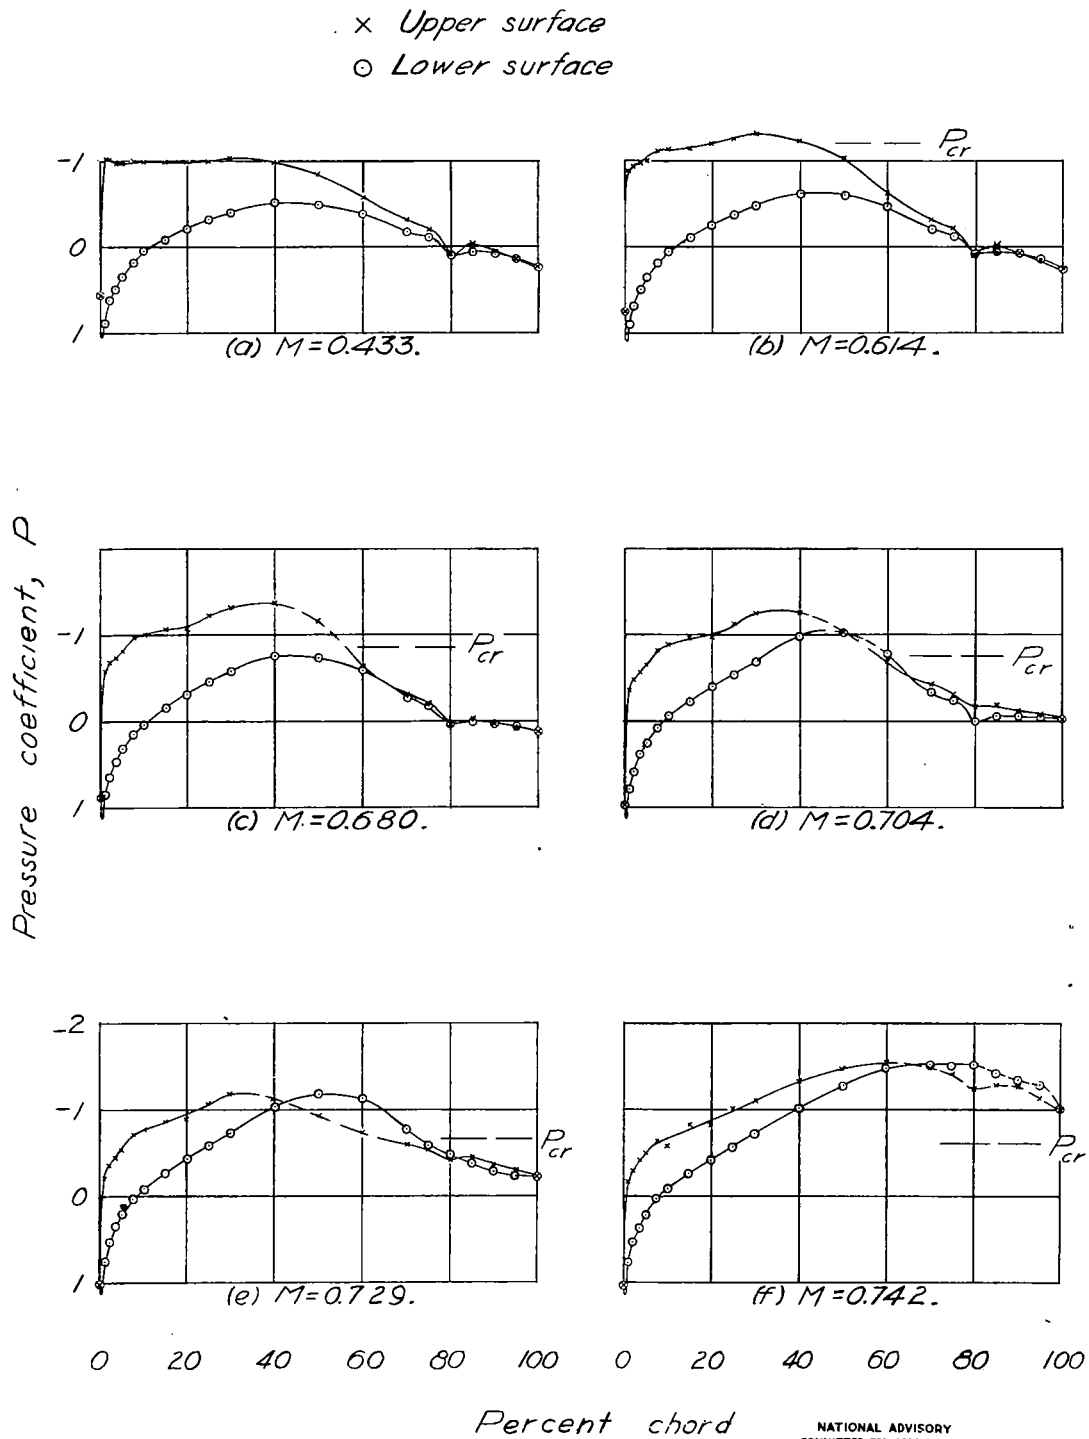 × Upper surface
⊙ Lower surface
-1
0
1
P_cr
(a) M=0.433.
(b) M=0.614.
Pressure coefficient, P
-1
0
1
P_cr
P_cr
(c) M=0.680.
(d) M=0.704.
-2
-1
0
1
P_cr
P_cr
(e) M=0.729.
(f) M=0.742.
0 20 40 60 80 100
0 20 40 60 80 100
Percent chord
NATIONAL ADVISORY